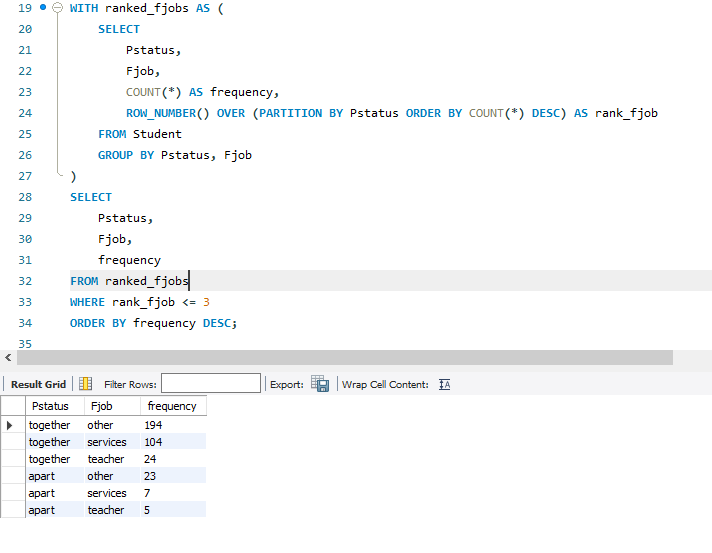 19 WITH ranked_fjobs AS (
20 SELECT
21 Pstatus,
22 Fjob,
23 COUNT(*) AS frequency,
24 ROW_NUMBER() OVER (PARTITION BY Pstatus ORDER BY COUNT(*) DESC) AS rank_fjob
25 FROM Student
26 GROUP BY Pstatus, Fjob
27 )
28 SELECT
29 Pstatus,
30 Fjob,
31 frequency
32 FROM ranked_fjobs
33 WHERE rank_fjob <= 3
34 ORDER BY frequency DESC;
35
Result Grid Filter Rows: Export: Wrap Cell Content:
Pstatus Fjob frequency
together other 194
together services 104
together teacher 24
apart other 23
apart services 7
apart teacher 5